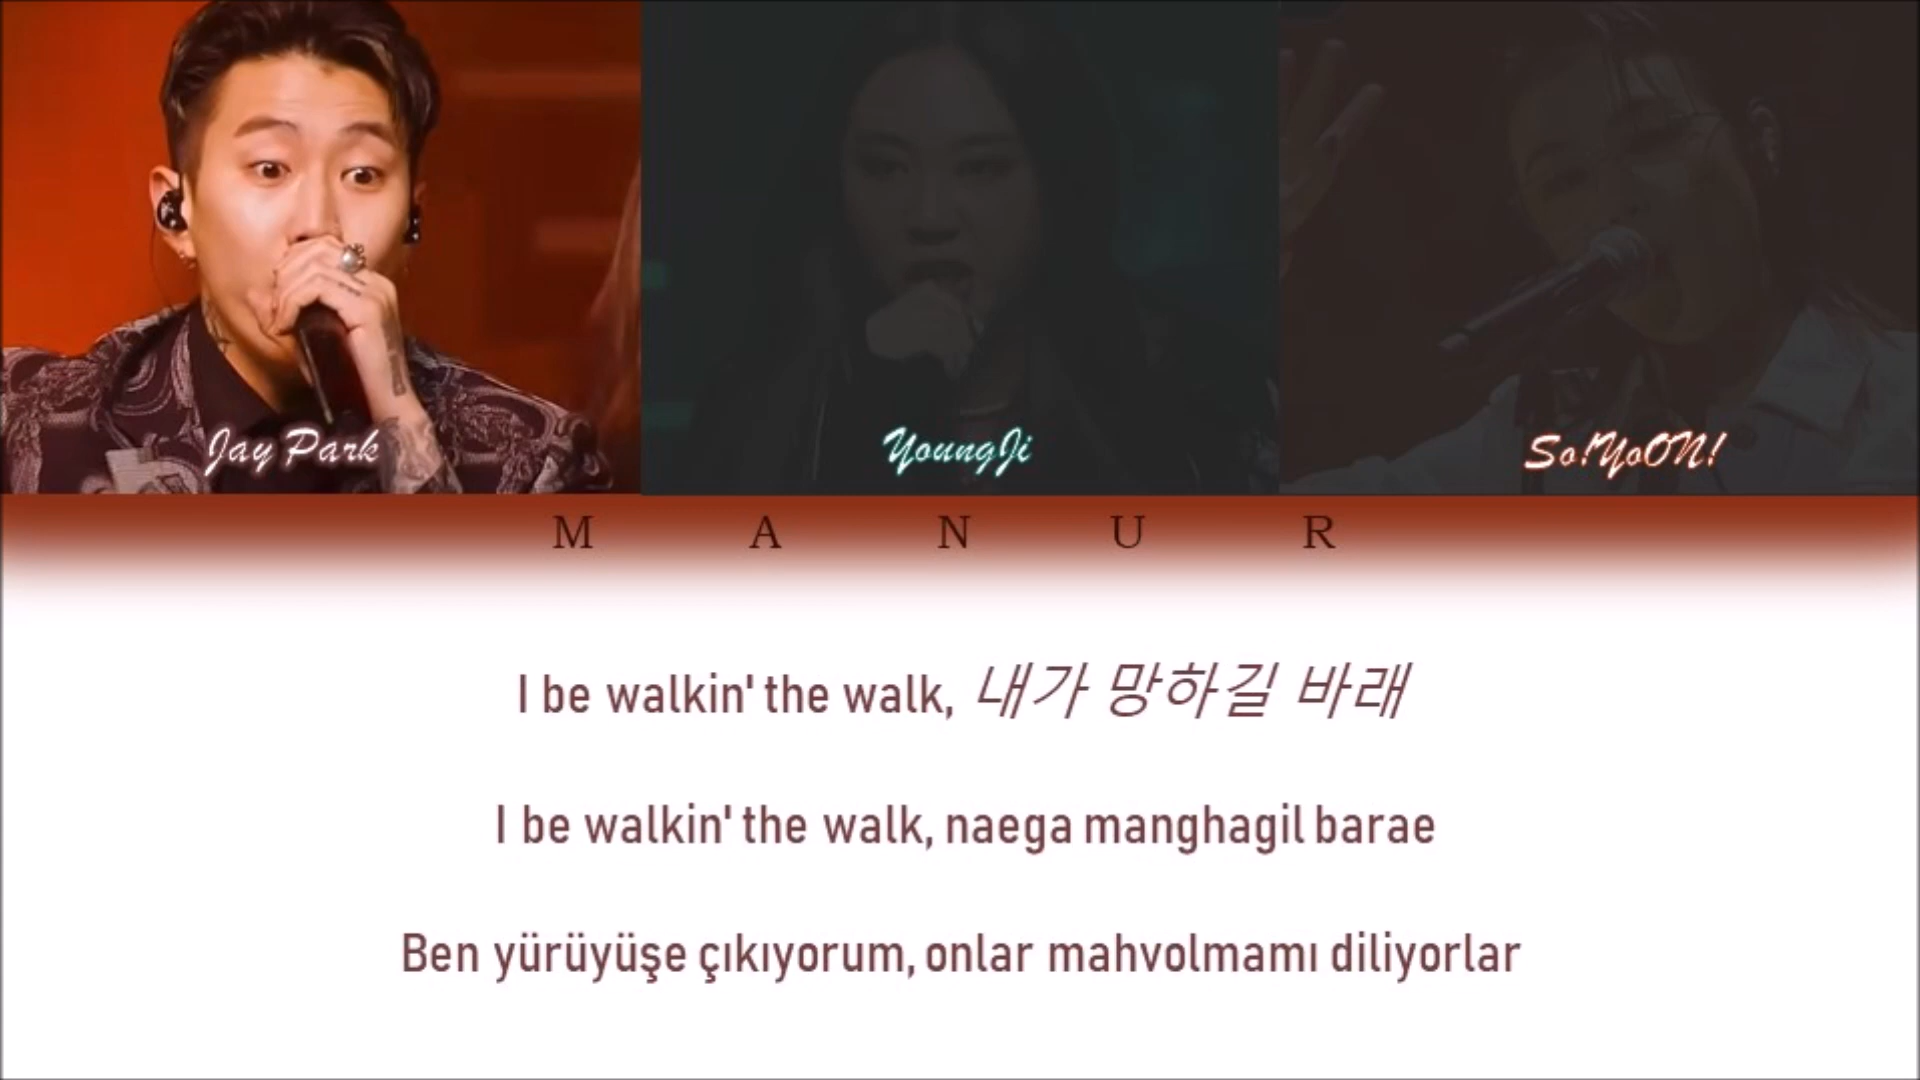 Jay Park
YoungJi
So!YoON!
M A N U R
I be walkin' the walk, 내가 망하길 바래
I be walkin' the walk, naega manghagil barae
Ben yürüyüşe çıkıyorum, onlar mahvolmamı diliyorlar